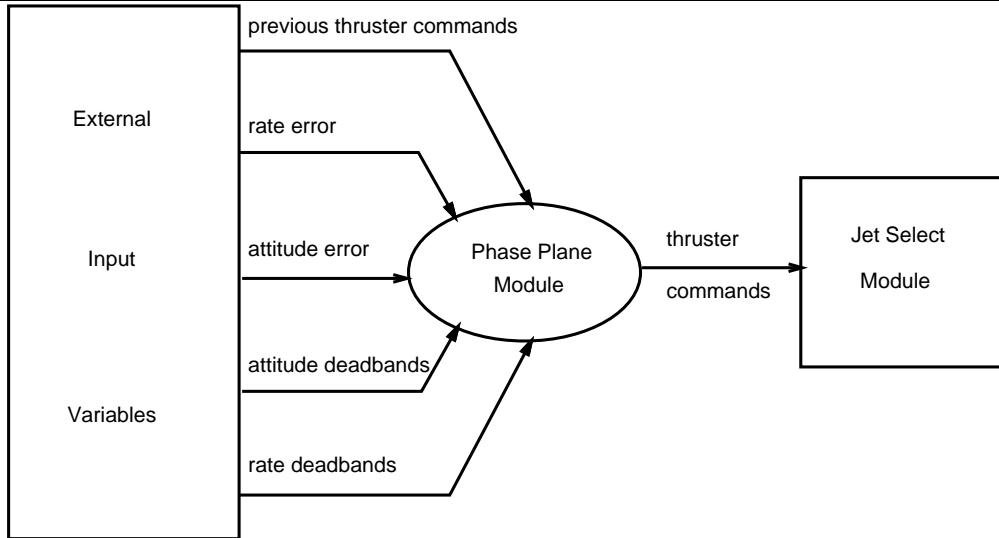 External
Input
Variables
previous thruster commands
rate error
attitude error
attitude deadbands
rate deadbands
Phase Plane
Module
thruster
commands
Jet Select
Module